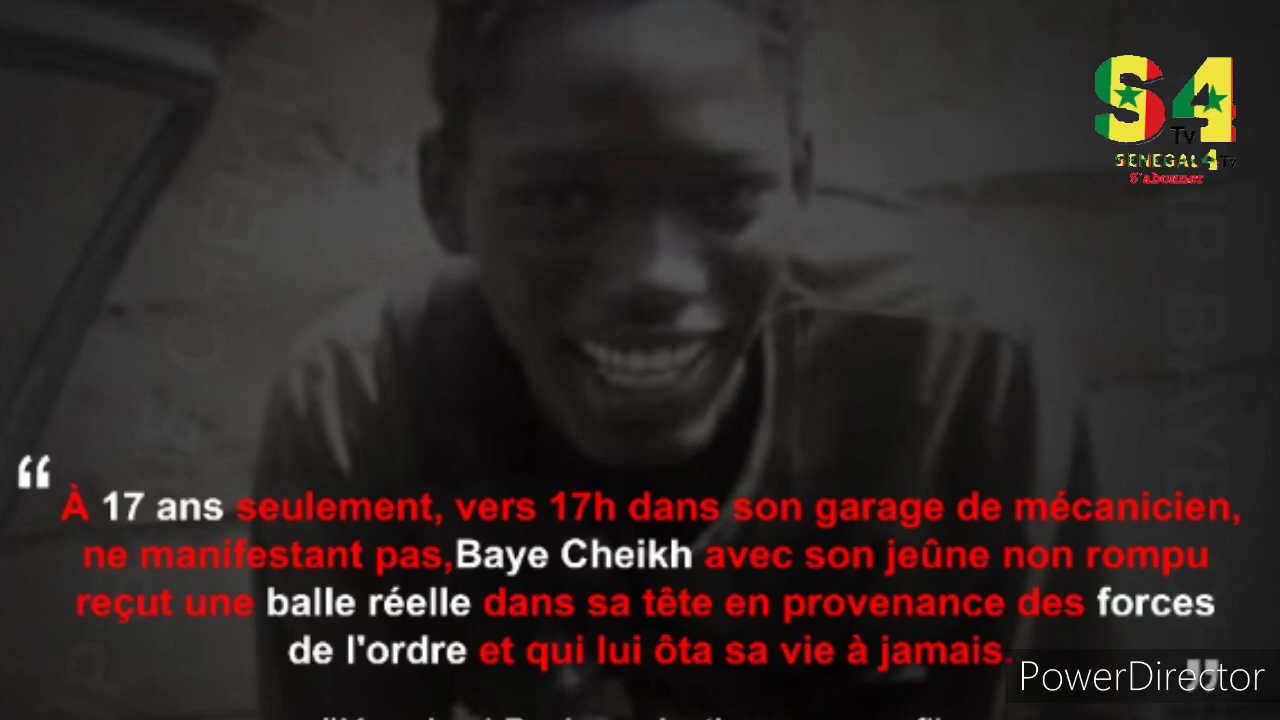 S4
Tv
SENEGAL4Tv
S'abonner
“
À 17 ans seulement, vers 17h dans son garage de mécanicien,
ne manifestant pas,Baye Cheikh avec son jeûne non rompu
reçut une balle réelle dans sa tête en provenance des forces
de l'ordre et qui lui ôta sa vie à jamais.
”
PowerDirector